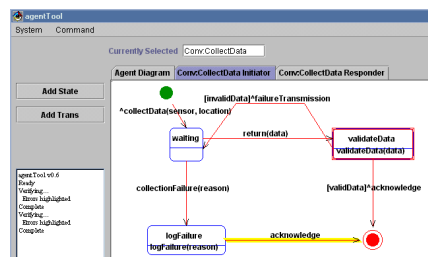 agentTool
System Command
Currently Selected Conv:CollectData
Agent Diagram Conv:CollectData Initiator Conv:CollectData Responder
Add State
Add Trans
[invalidData]^failureTransmission
^collectData(sensor, location)
waiting
return(data)
validateData
validateData(data)
agentTool v0.6
Ready
Verifying...
Errors highlighted
Complete
Verifying...
Errors highlighted
Complete
collectionFailure(reason)
[validData]^acknowledge
logFailure
logFailure(reason)
acknowledge